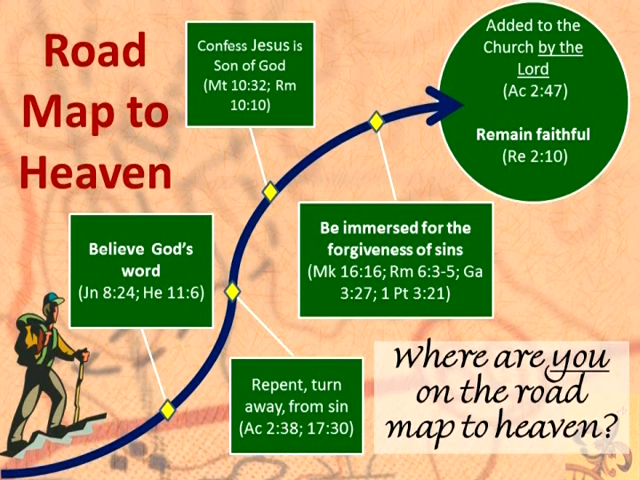 Road
Map to
Heaven
Confess Jesus is
Son of God
(Mt 10:32; Rm
10:10)
Added to the
Church by the
Lord
(Ac 2:47)
Remain faithful
(Re 2:10)
Believe God's
word
(Jn 8:24; He 11:6)
Be immersed for the
forgiveness of sins
(Mk 16:16; Rm 6:3-5; Ga
3:27; 1 Pt 3:21)
Repent, turn
away, from sin
(Ac 2:38; 17:30)
Where are you
on the road
map to heaven?